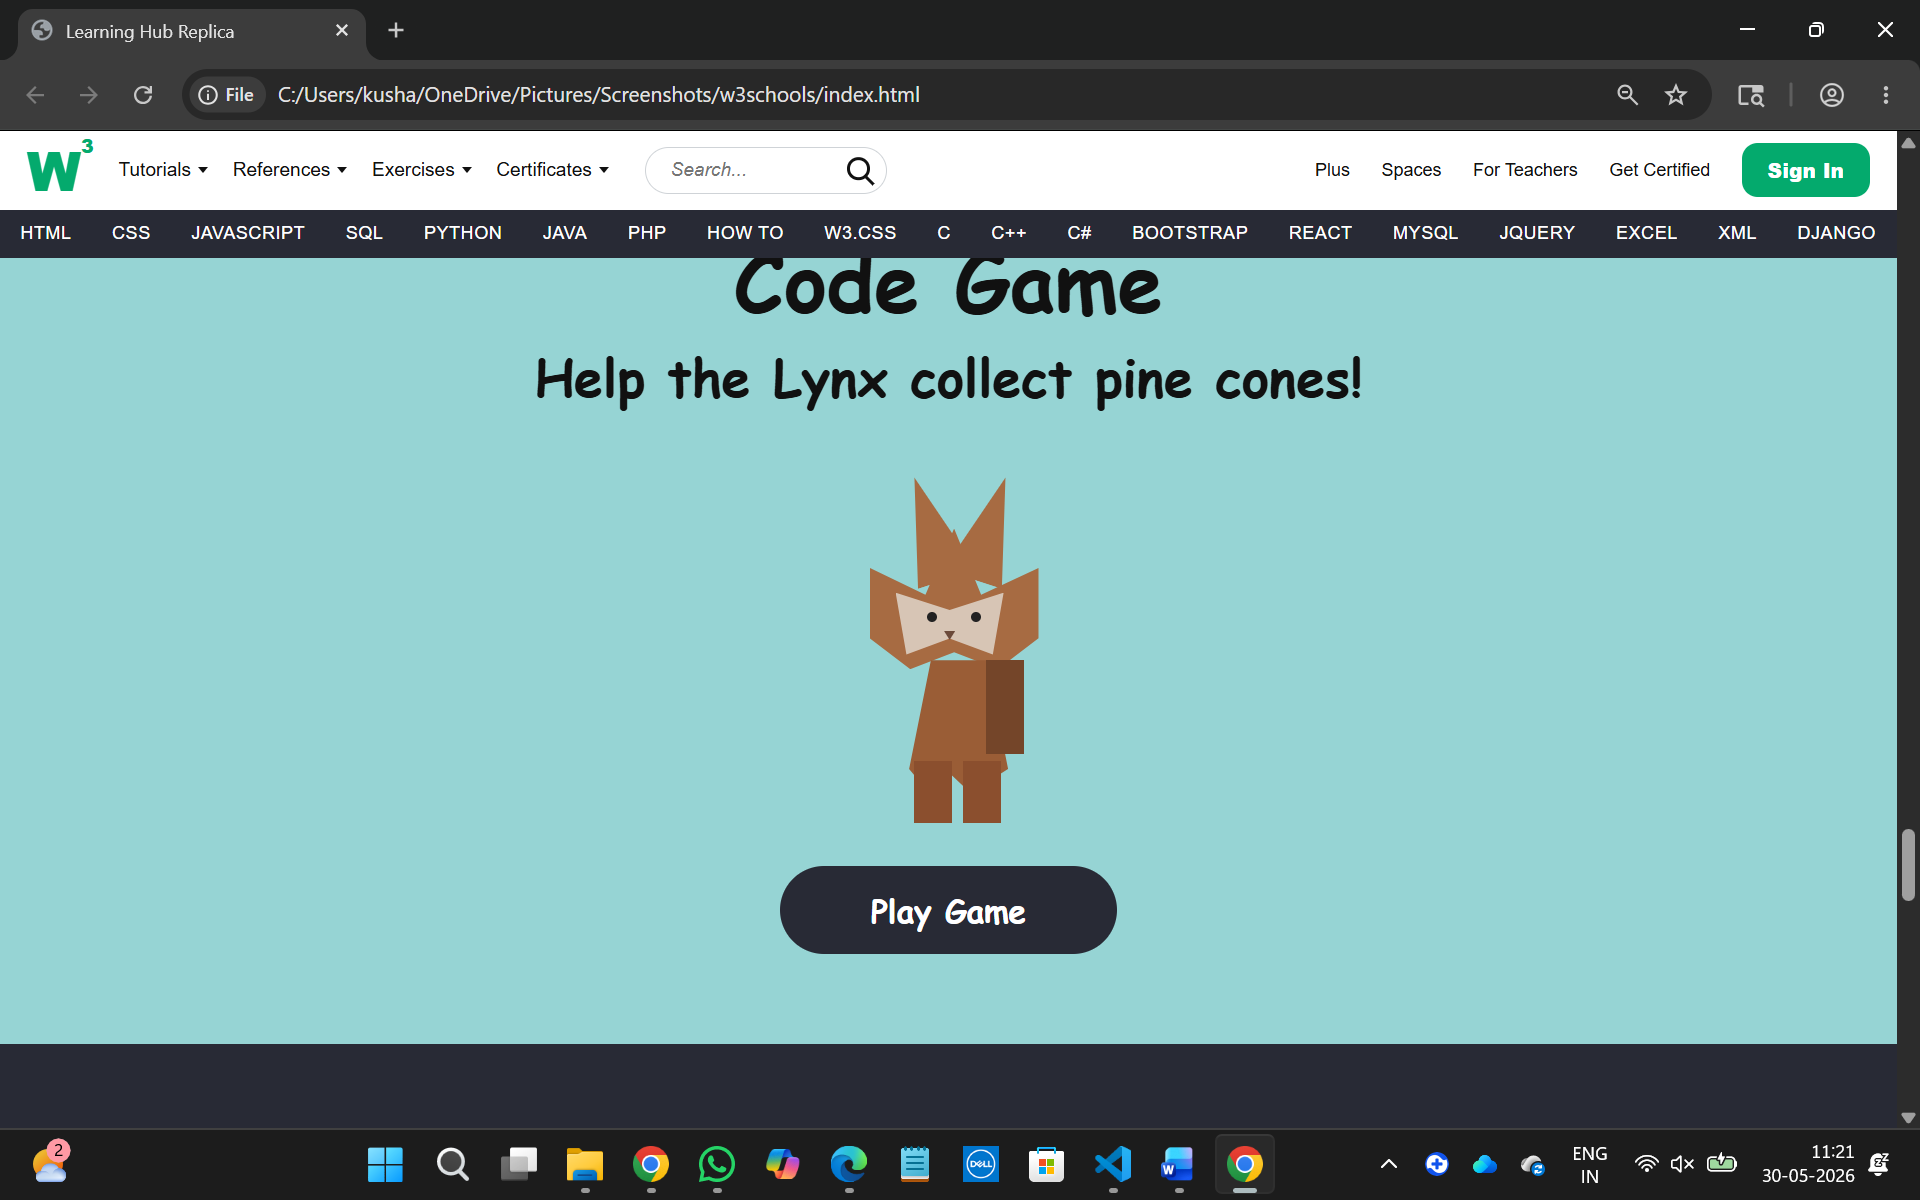 Learning Hub Replica
File C:/Users/kusha/OneDrive/Pictures/Screenshots/w3schools/index.html
W3 Tutorials References Exercises Certificates Search... Plus Spaces For Teachers Get Certified Sign In
HTML CSS JAVASCRIPT SQL PYTHON JAVA PHP HOW TO W3.CSS C C++ C# BOOTSTRAP REACT MYSQL JQUERY EXCEL XML DJANGO
Code Game
Help the Lynx collect pine cones!
Play Game
2 DELL W ENG 11:21
IN 30-05-2026